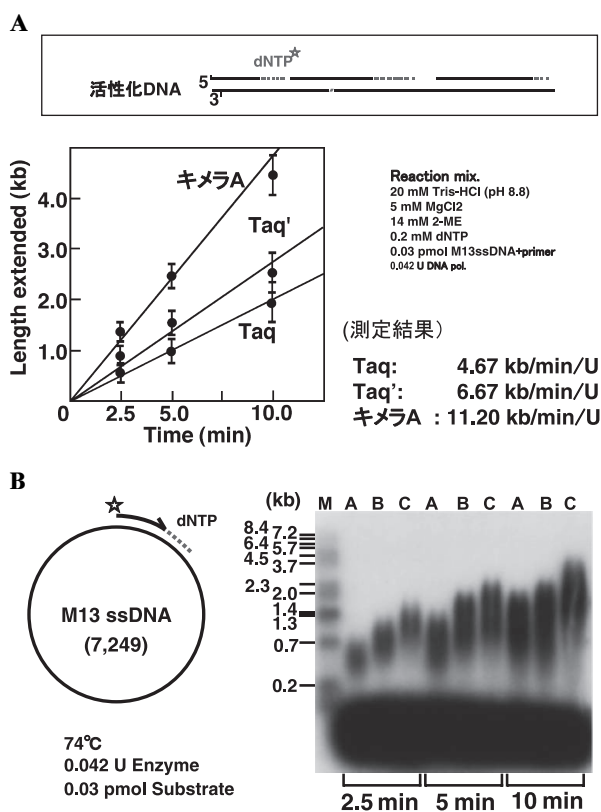 A
dNTP☆
活性化DNA
5'
3'
Length extended (kb)
4.0
3.0
2.0
1.0
0
2.5
5.0
10.0
Time (min)
キメラA
Taq'
Taq
Reaction mix.
20 mM Tris-HCl (pH 8.8)
5 mM MgCl2
14 mM 2-ME
0.2 mM dNTP
0.03 pmol M13ssDNA+primer
0.042 U DNA pol.
(測定結果)
Taq: 4.67 kb/min/U
Taq': 6.67 kb/min/U
キメラA : 11.20 kb/min/U
B
☆
dNTP
M13 ssDNA
(7,249)
74℃
0.042 U Enzyme
0.03 pmol Substrate
(kb) M A B C A B C A B C
8.4
7.2
6.4
5.7
4.5
3.7
2.3
2.0
1.4
1.3
0.7
0.2
2.5 min 5 min 10 min